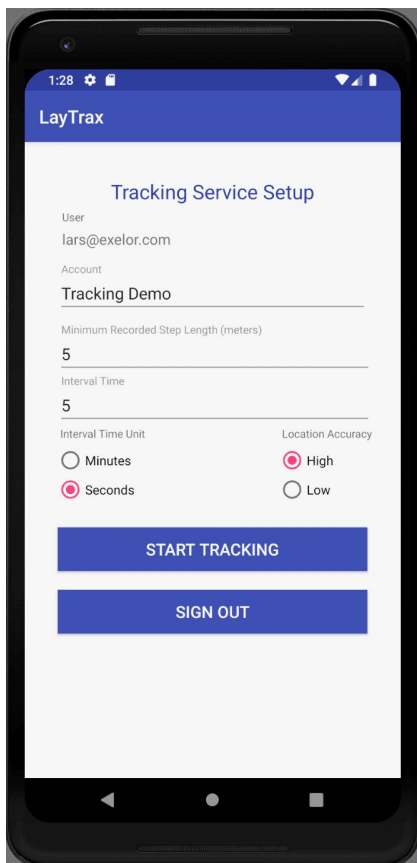 1:28
LayTrax
Tracking Service Setup
User
lars@exelor.com
Account
Tracking Demo
Minimum Recorded Step Length (meters)
5
Interval Time
5
Interval Time Unit
Location Accuracy
Minutes
High
Seconds
Low
START TRACKING
SIGN OUT